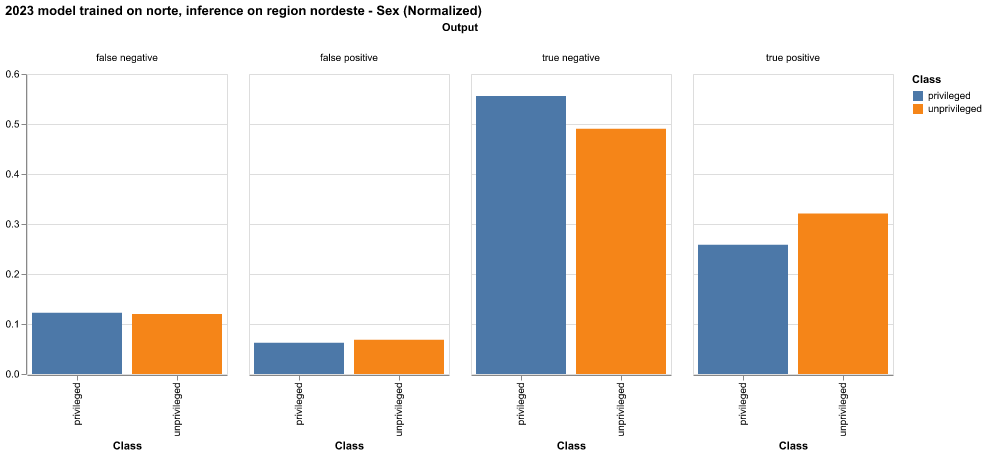 2023 model trained on norte, inference on region nordeste - Sex (Normalized)
Output
false negative
false positive
true negative
true positive
0.6
0.5
0.4
0.3
0.2
0.1
0.0
privileged
unprivileged
privileged
unprivileged
privileged
unprivileged
privileged
unprivileged
Class
Class
Class
Class
Class
privileged
unprivileged